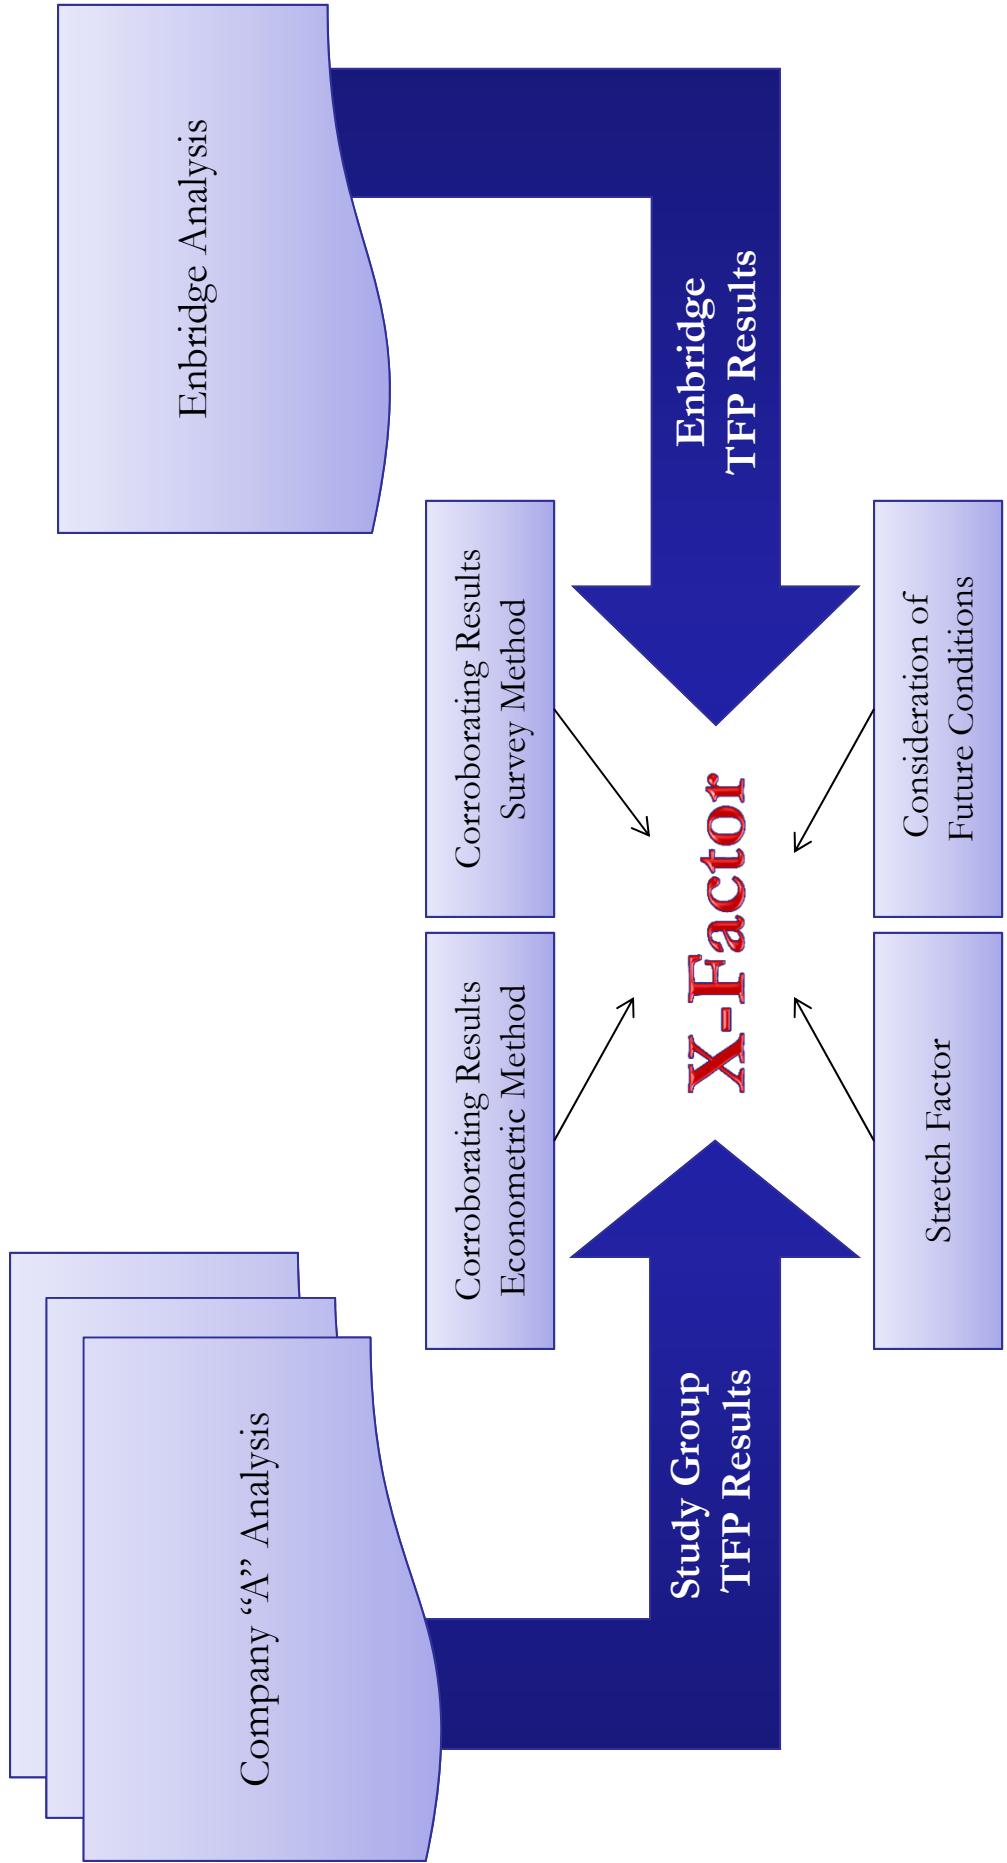 Company “A” Analysis
Enbridge Analysis
Corroborating Results
Econometric Method
Corroborating Results
Survey Method
Study Group
TFP Results
X-Factor
Enbridge
TFP Results
Stretch Factor
Consideration of
Future Conditions